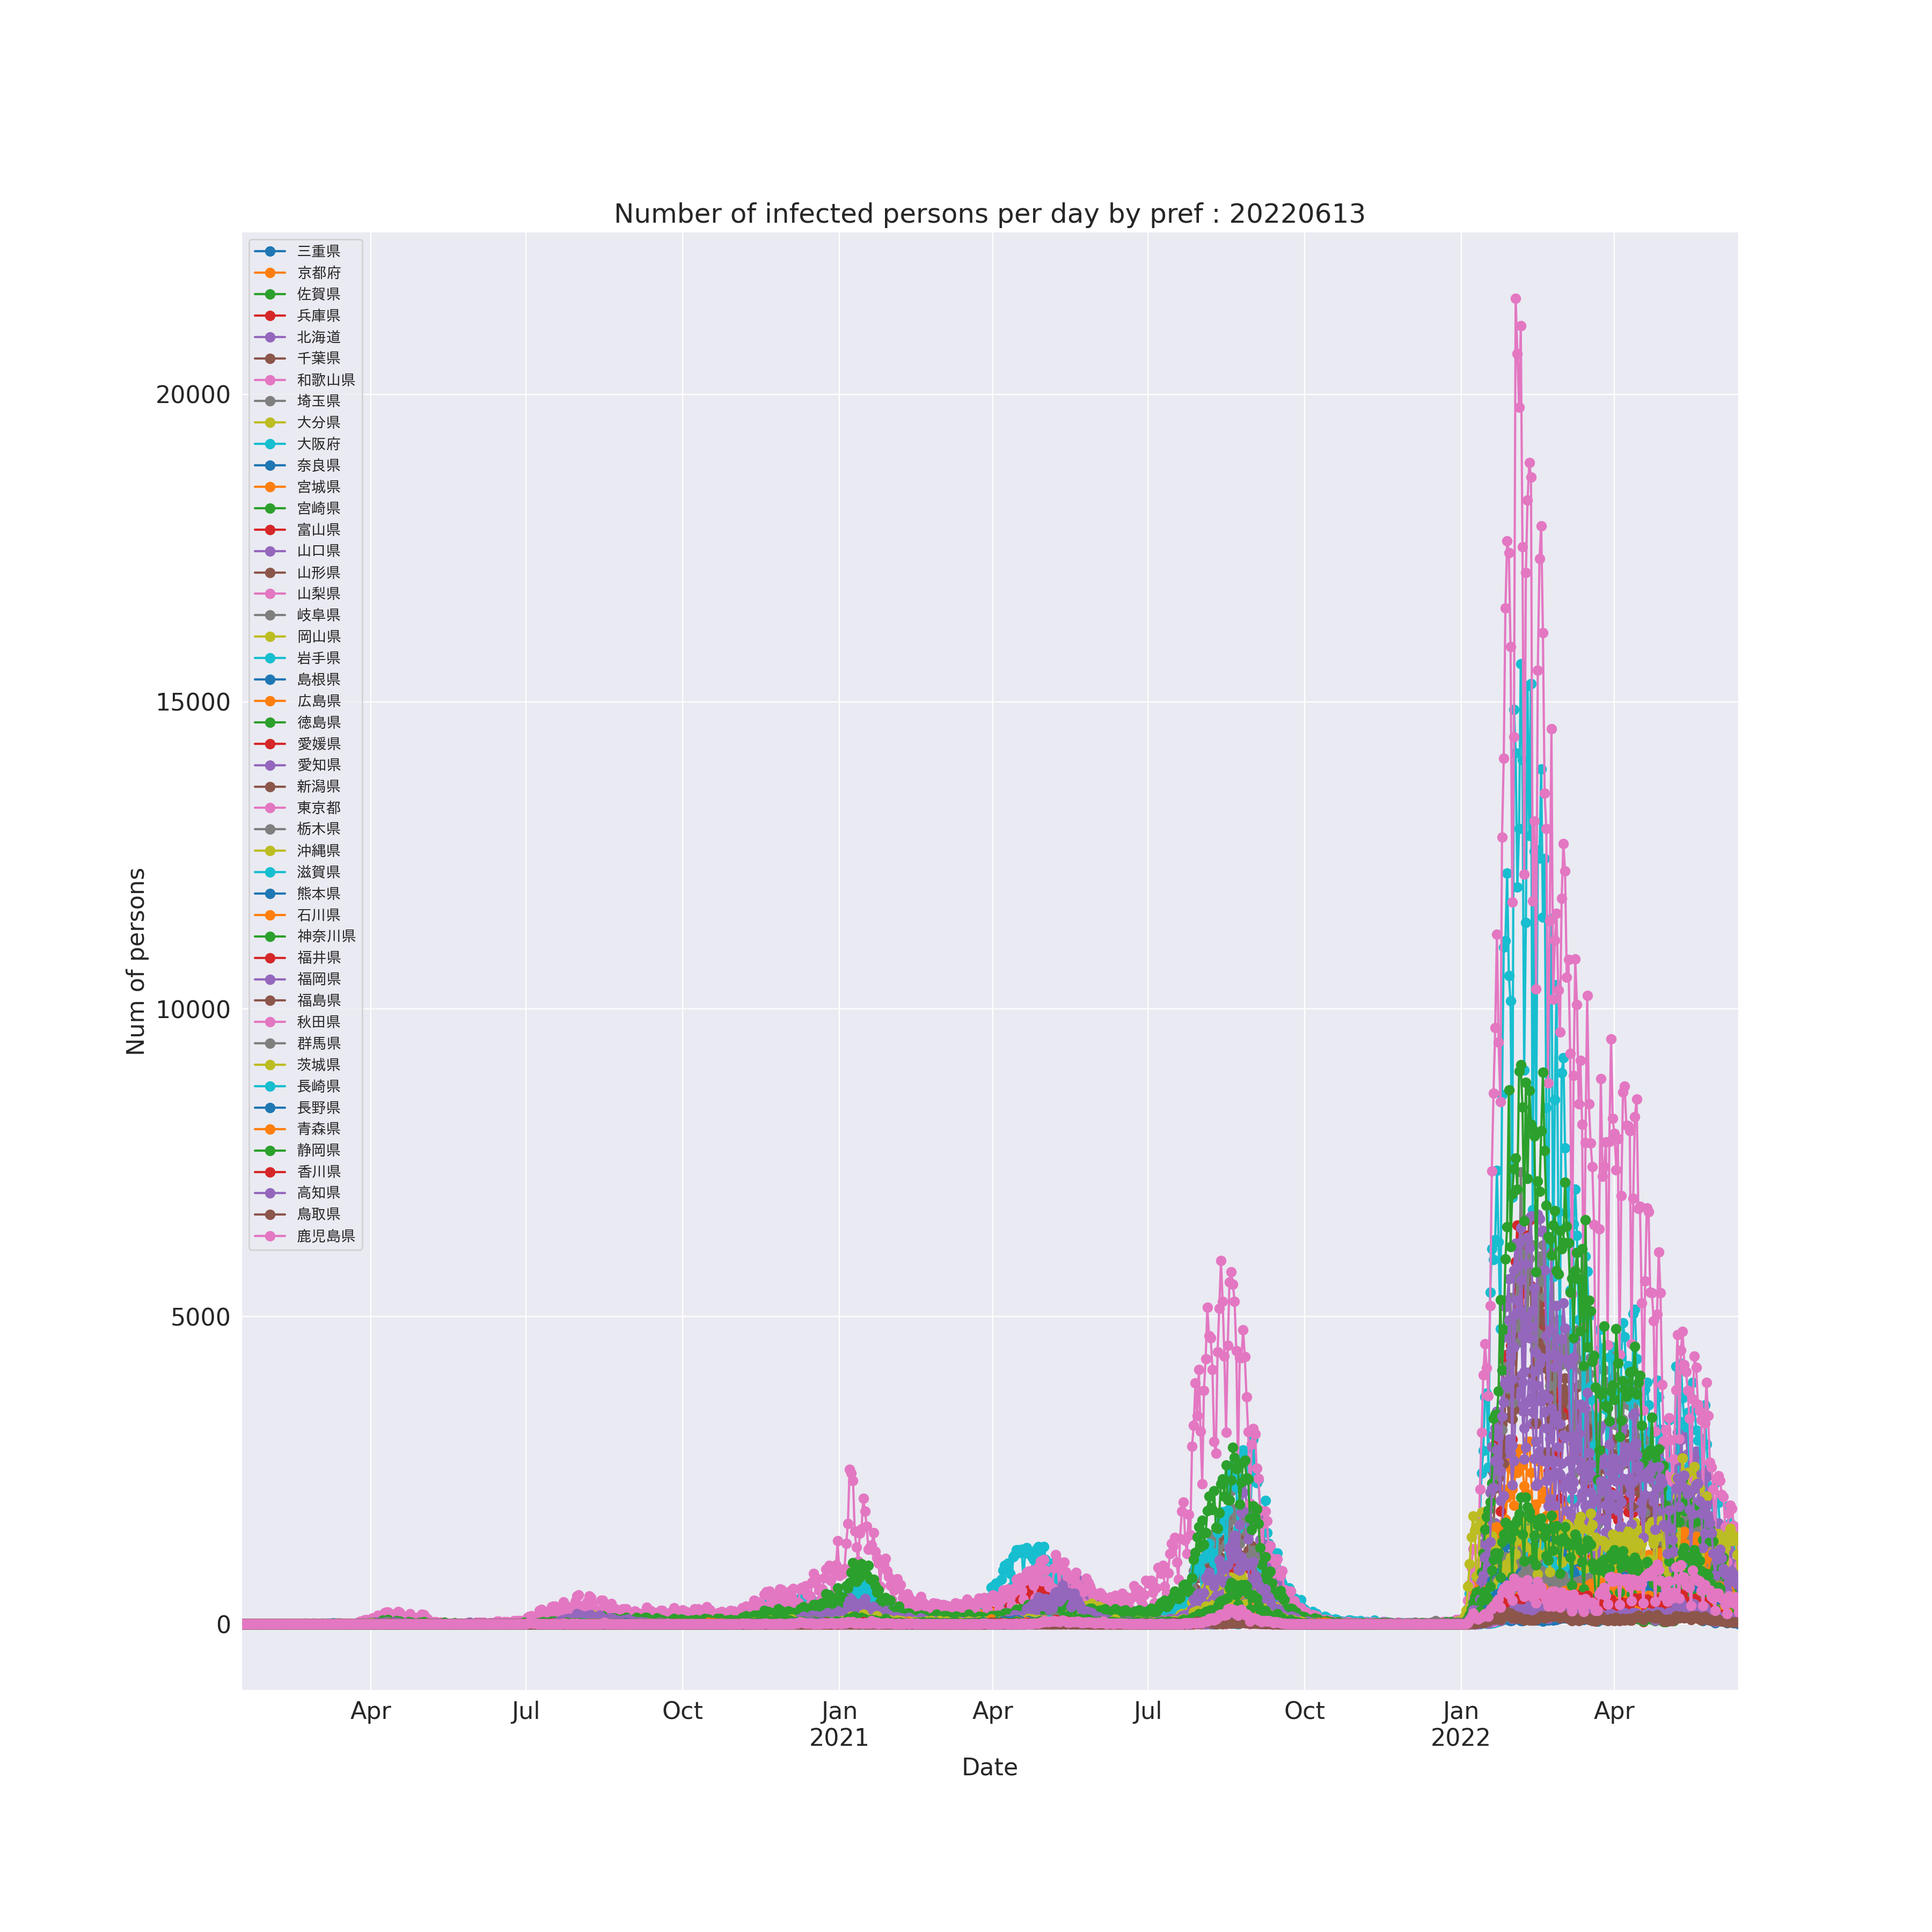 Number of infected persons per day by pref : 20220613
三重県
京都府
佐賀県
兵庫県
北海道
千葉県
和歌山県
埼玉県
大分県
大阪府
奈良県
宮城県
宮崎県
富山県
山口県
山形県
山梨県
岐阜県
岡山県
岩手県
島根県
広島県
徳島県
愛媛県
愛知県
新潟県
東京都
栃木県
沖縄県
滋賀県
熊本県
石川県
神奈川県
福井県
福岡県
福島県
秋田県
群馬県
茨城県
長崎県
長野県
青森県
静岡県
香川県
高知県
鳥取県
鹿児島県
20000
15000
10000
5000
0
Num of persons
Apr Jul Oct Jan Apr Jul Oct Jan Apr
2021 2022
Date